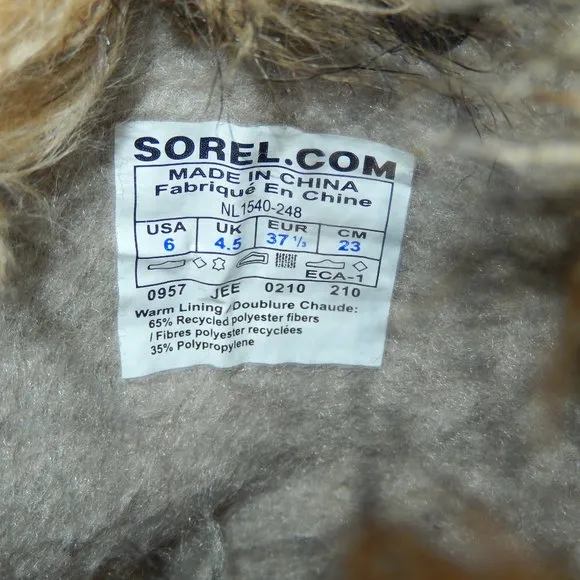 SOREL.COM
MADE IN CHINA
Fabriqué En Chine
NL1540-248
USA UK EUR CM
6 4.5 37 1/3 23
ECA-1
0957 JEE 0210 210
Warm Lining / Doublure Chaude:
65% Recycled polyester fibers
/ Fibres polyester recyclées
35% Polypropylene